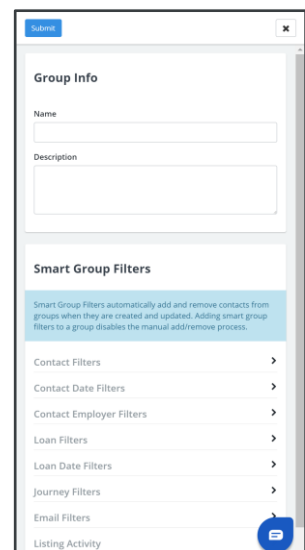 Submit
Group Info
Name
Description
Smart Group Filters
Smart Group Filters automatically add and remove contacts from
groups when they are created and updated. Adding smart group
filters to a group disables the manual add/remove process.
Contact Filters
Contact Date Filters
Contact Employer Filters
Loan Filters
Loan Date Filters
Journey Filters
Email Filters
Listing Activity